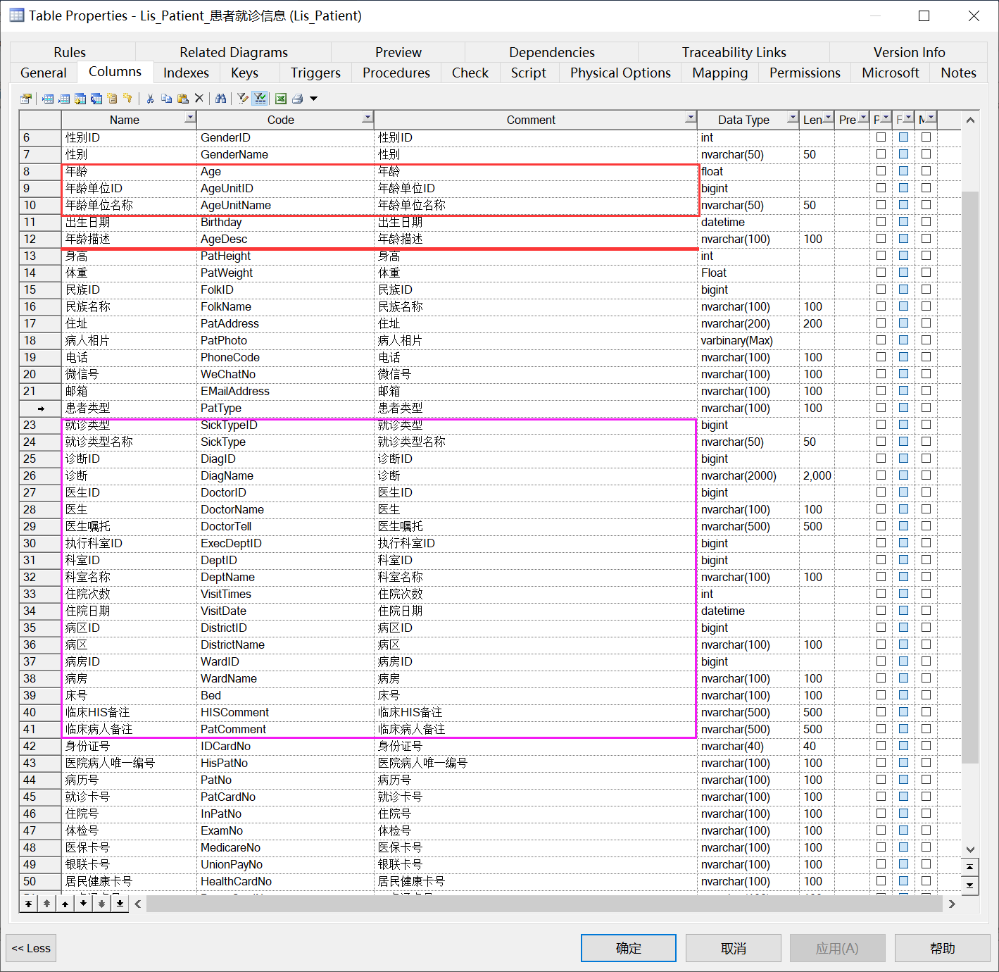 Table Properties - Lis_Patient_患者就诊信息 (Lis_Patient)
Rules Related Diagrams Preview Dependencies Traceability Links Version Info
General Columns Indexes Keys Triggers Procedures Check Script Physical Options Mapping Permissions Microsoft Notes
Name Code Comment Data Type Len Pre P F M
6 性别ID GenderID 性别ID int
7 性别 GenderName 性别 nvarchar(50) 50
8 年龄 Age 年龄 float
9 年龄单位ID AgeUnitID 年龄单位ID bigint
10 年龄单位名称 AgeUnitName 年龄单位名称 nvarchar(50) 50
11 出生日期 Birthday 出生日期 datetime
12 年龄描述 AgeDesc 年龄描述 nvarchar(100) 100
13 身高 PatHeight 身高 int
14 体重 PatWeight 体重 Float
15 民族ID FolkID 民族ID bigint
16 民族名称 FolkName 民族名称 nvarchar(100) 100
17 住址 PatAddress 住址 nvarchar(200) 200
18 病人相片 PatPhoto 病人相片 varbinary(Max)
19 电话 PhoneCode 电话 nvarchar(100) 100
20 微信号 WeChatNo 微信号 nvarchar(100) 100
21 邮箱 EMailAddress 邮箱 nvarchar(100) 100
患者类型 PatType 患者类型 nvarchar(100) 100
23 就诊类型 SickTypeID 就诊类型 bigint
24 就诊类型名称 SickType 就诊类型名称 nvarchar(50) 50
25 诊断ID DiagID 诊断ID bigint
26 诊断 DiagName 诊断 nvarchar(2000) 2,000
27 医生ID DoctorID 医生ID bigint
28 医生 DoctorName 医生 nvarchar(100) 100
29 医生嘱托 DoctorTell 医生嘱托 nvarchar(500) 500
30 执行科室ID ExecDeptID 执行科室ID bigint
31 科室ID DeptID 科室ID bigint
32 科室名称 DeptName 科室名称 nvarchar(100) 100
33 住院次数 VisitTimes 住院次数 int
34 住院日期 VisitDate 住院日期 datetime
35 病区ID DistrictID 病区ID bigint
36 病区 DistrictName 病区 nvarchar(100) 100
37 病房ID WardID 病房ID bigint
38 病房 WardName 病房 nvarchar(100) 100
39 床号 Bed 床号 nvarchar(100) 100
40 临床HIS备注 HISComment 临床HIS备注 nvarchar(500) 500
41 临床病人备注 PatComment 临床病人备注 nvarchar(500) 500
42 身份证号 IDCardNo 身份证号 nvarchar(40) 40
43 医院病人唯一编号 HisPatNo 医院病人唯一编号 nvarchar(100) 100
44 病历号 PatNo 病历号 nvarchar(100) 100
45 就诊卡号 PatCardNo 就诊卡号 nvarchar(100) 100
46 住院号 InPatNo 住院号 nvarchar(100) 100
47 体检号 ExamNo 体检号 nvarchar(100) 100
48 医保卡号 MedicareNo 医保卡号 nvarchar(100) 100
49 银联卡号 UnionPayNo 银联卡号 nvarchar(100) 100
50 居民健康卡号 HealthCardNo 居民健康卡号 nvarchar(100) 100
<< Less 确定 取消 应用(A) 帮助